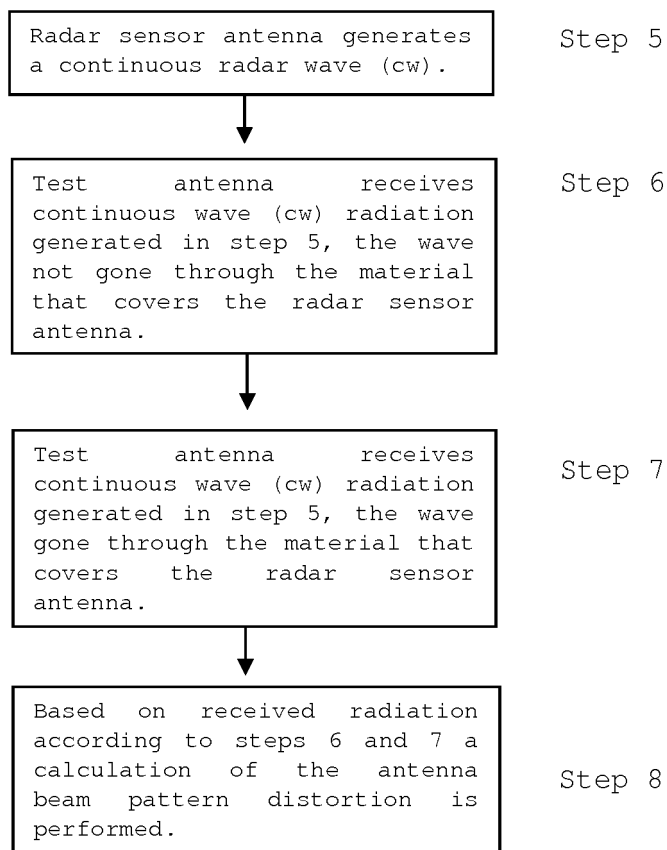 Radar sensor antenna generates
a continuous radar wave (cw).
Step 5
Test antenna receives
continuous wave (cw) radiation
generated in step 5, the wave
not gone through the material
that covers the radar sensor
antenna.
Step 6
Test antenna receives
continuous wave (cw) radiation
generated in step 5, the wave
gone through the material that
covers the radar sensor
antenna.
Step 7
Based on received radiation
according to steps 6 and 7 a
calculation of the antenna
beam pattern distortion is
performed.
Step 8